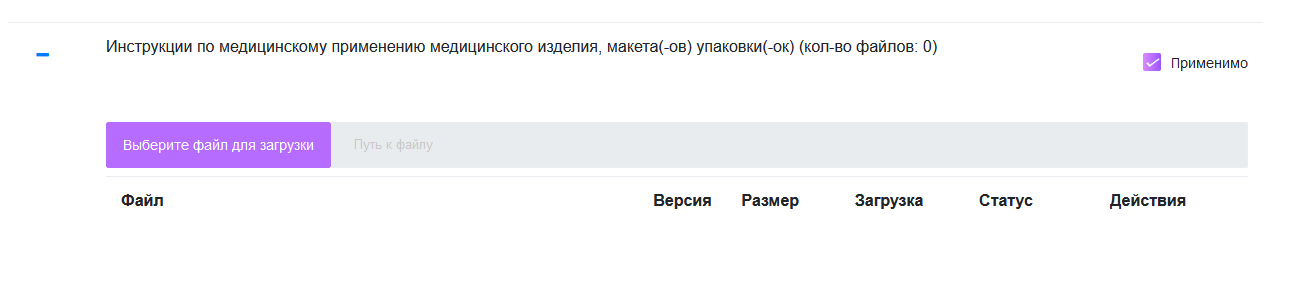 Инструкции по медицинскому применению медицинского изделия, макета(-ов) упаковки(-ок) (кол-во файлов: 0)
Применимо
Выберите файл для загрузки Путь к файлу
Файл Версия Размер Загрузка Статус Действия